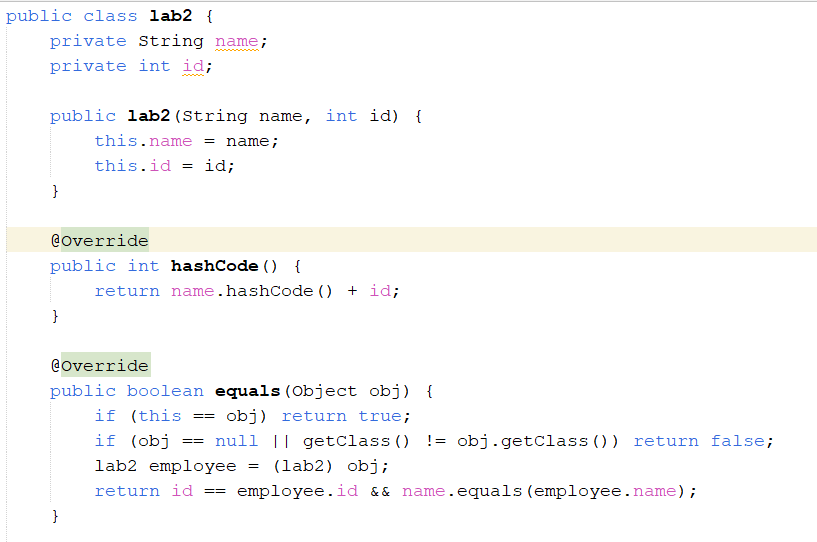 public class lab2 {
    private String name;
    private int id;

    public lab2(String name, int id) {
        this.name = name;
        this.id = id;
    }

    @Override
    public int hashCode() {
        return name.hashCode() + id;
    }

    @Override
    public boolean equals(Object obj) {
        if (this == obj) return true;
        if (obj == null || getClass() != obj.getClass()) return false;
        lab2 employee = (lab2) obj;
        return id == employee.id && name.equals(employee.name);
    }